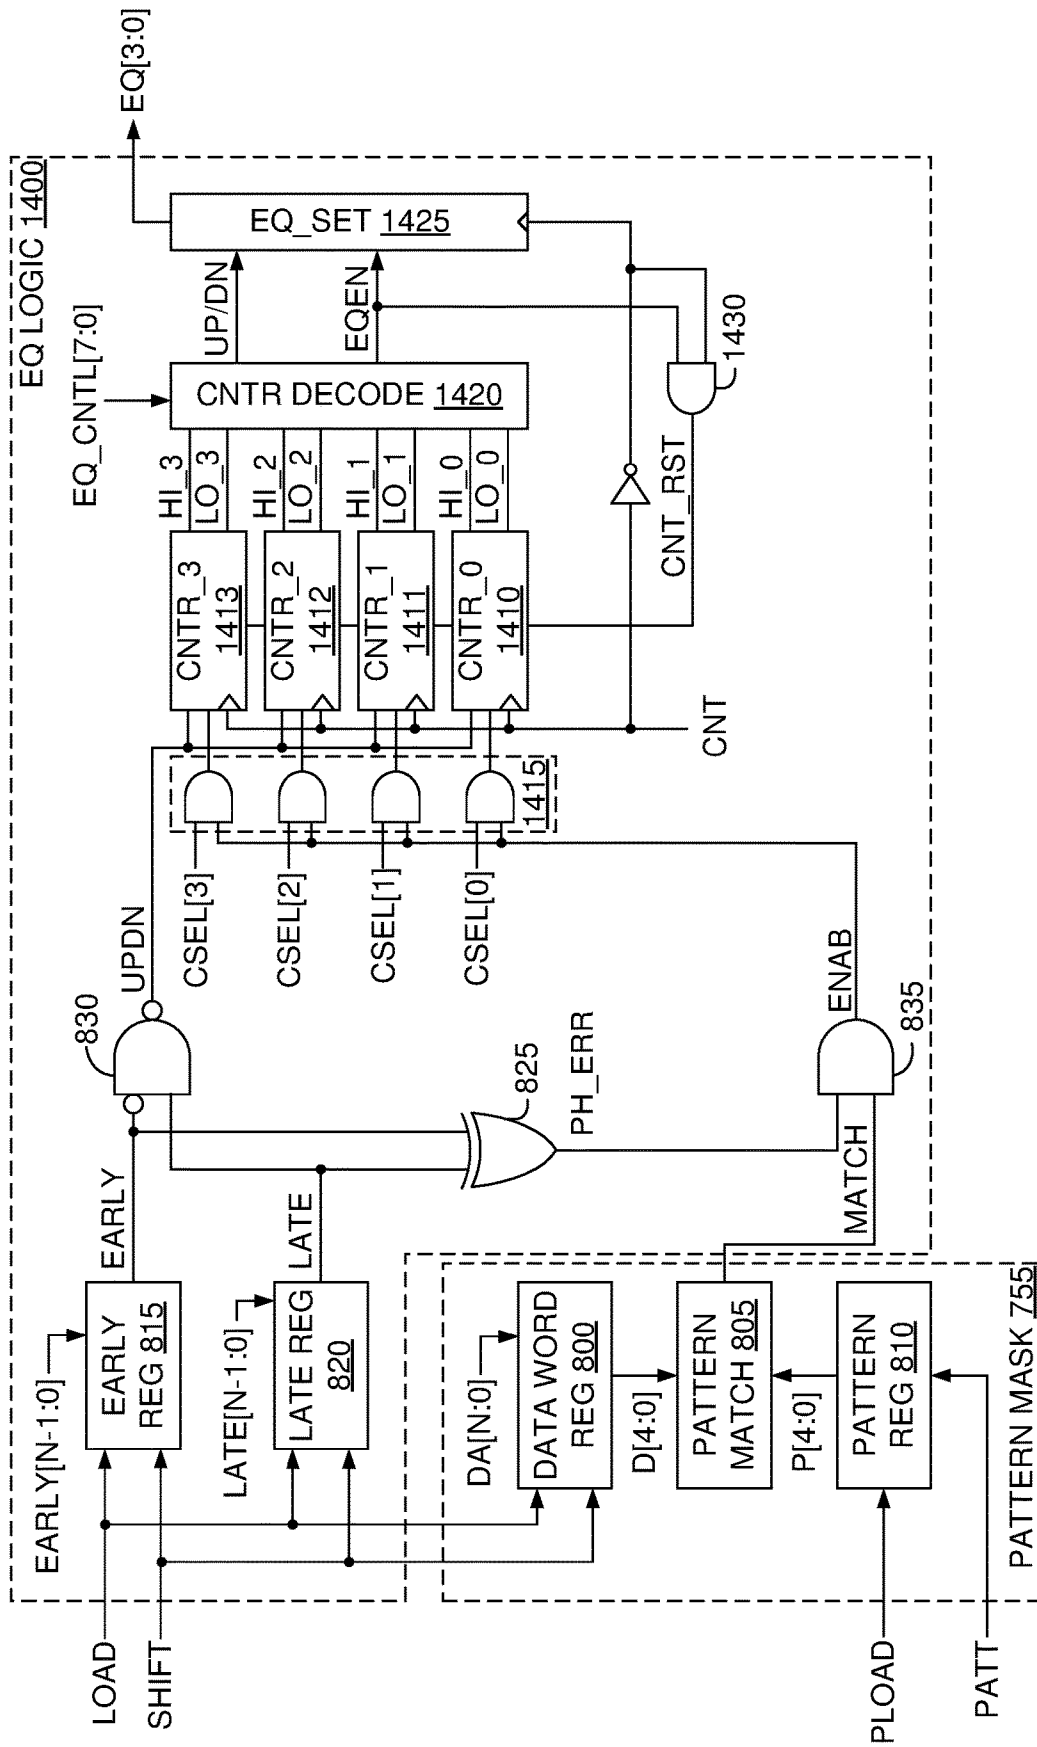 EQ LOGIC 1400
EARLY[N-1:0]
LOAD
SHIFT
EARLY
REG 815
EARLY
830
UPDN
LATE[N-1:0]
LATE REG
820
LATE
825
PH_ERR
CSEL[3]
CSEL[2]
CSEL[1]
CSEL[0]
1415
CNTR_3
1413
CNTR_2
1412
CNTR_1
1411
CNTR_0
1410
HI_3
LO_3
HI_2
LO_2
HI_1
LO_1
HI_0
LO_0
EQ_CNTL[7:0]
CNTR DECODE 1420
UP/DN
EQEN
EQ_SET 1425
EQ[3:0]
CNT
CNT_RST
1430
DA[N:0]
DATA WORD
REG 800
D[4:0]
PATTERN
MATCH 805
MATCH
P[4:0]
PATTERN
REG 810
ENAB
835
PLOAD
PATT
PATTERN MASK 755